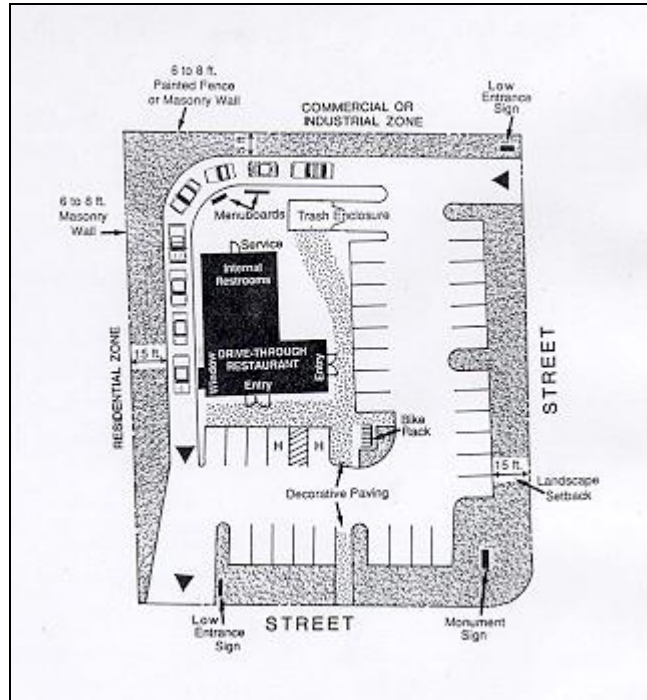 6 to 8 ft.
Painted Fence
or Masonry Wall
COMMERCIAL OR
INDUSTRIAL ZONE
Low
Entrance
Sign
6 to 8 ft.
Masonry
Wall
Menuboards
Trash Enclosure
Service
Internal
Restrooms
RESIDENTIAL ZONE
15 ft.
Window
DRIVE-THROUGH
RESTAURANT
Entry
Entry
STREET
Bike
Rack
H
H
15 ft.
Landscape
Setback
Decorative Paving
Low
Entrance
Sign
STREET
Monument
Sign